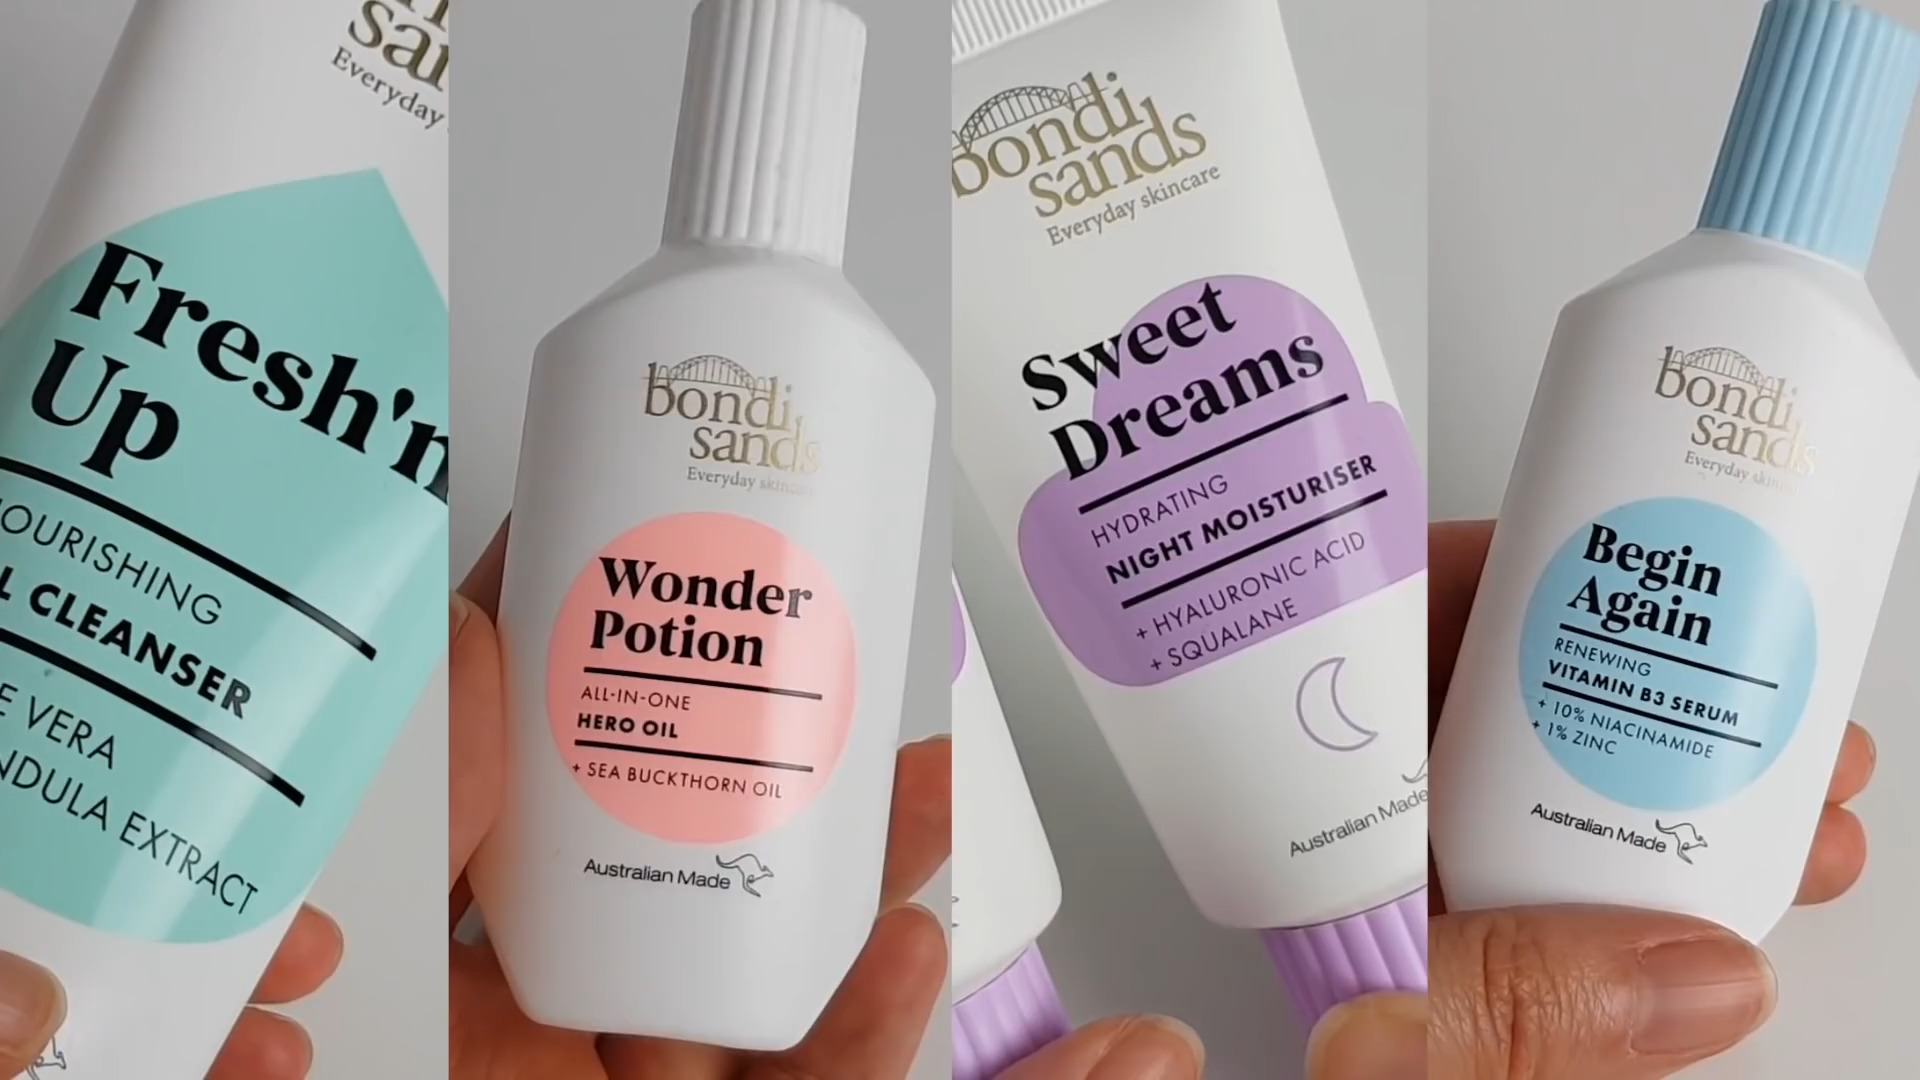 sa
Everyday
Fresh'n
Up
OURISHING
L CLEANSER
E VERA
NDULA EXTRACT
bondi
sands
Everyday skincare
Wonder
Potion
ALL-IN-ONE
HERO OIL
+ SEA BUCKTHORN OIL
Australian Made
bondi
sands
Everyday skincare
Sweet
Dreams
HYDRATING
NIGHT MOISTURISER
+ HYALURONIC ACID
+ SQUALANE
Australian Made
bondi
sands
Everyday skin
Begin
Again
RENEWING
VITAMIN B3 SERUM
+ 10% NIACINAMIDE
+ 1% ZINC
Australian Made